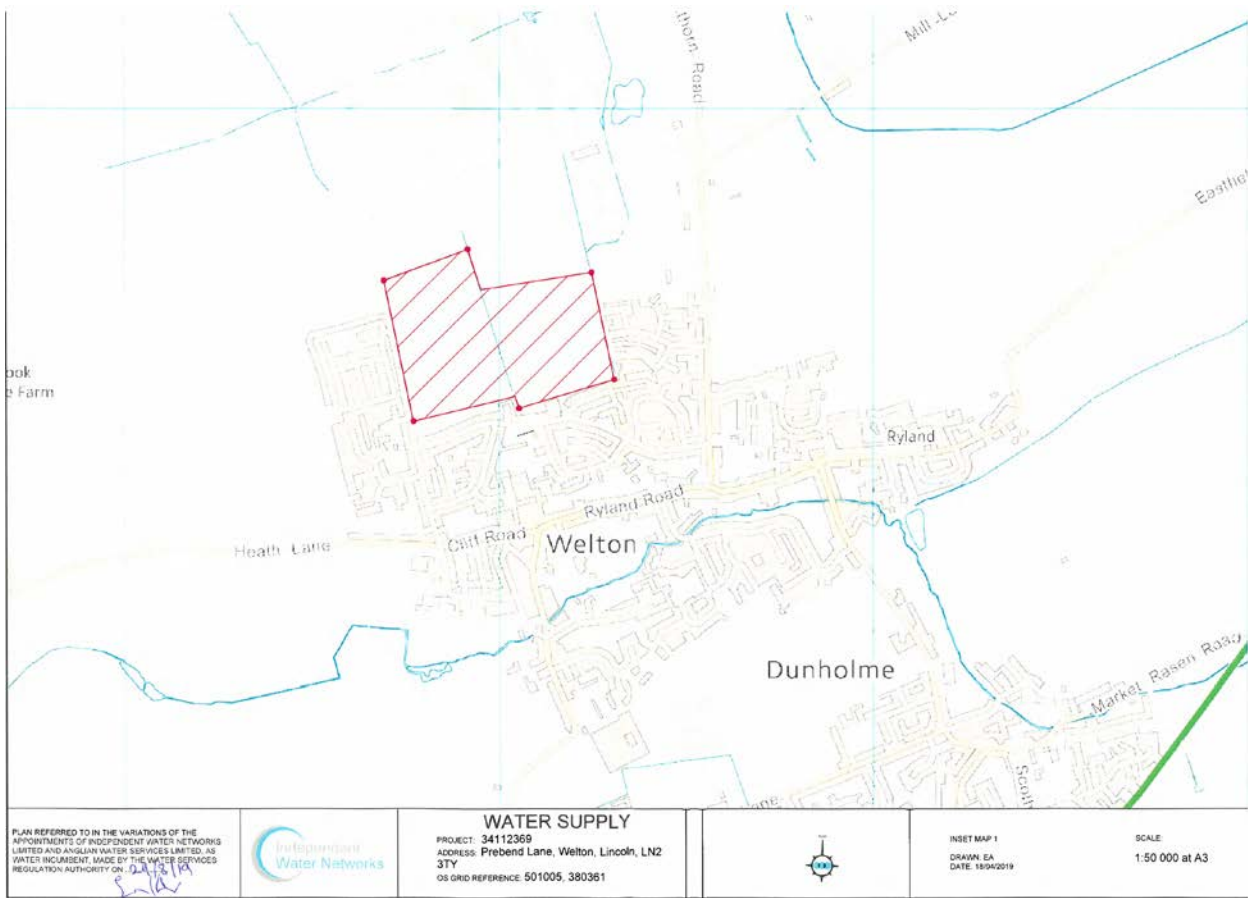 thorn Road
Mill
Eastfie
ook
e Farm
Ryland
Ryland Road
Cliff Road
Welton
Heath Lane
Dunholme
Market Rasen Road
Scoth
ane
PLAN REFERRED TO IN THE VARIATIONS OF THE
APPOINTMENTS OF INDEPENDENT WATER NETWORKS
LIMITED AND ANGLIAN WATER SERVICES LIMITED, AS
WATER INCUMBENT, MADE BY THE WATER SERVICES
REGULATION AUTHORITY ON
Independent
Water Networks
WATER SUPPLY
PROJECT: 34112369
ADDRESS: Prebend Lane, Welton, Lincoln, LN2
3TY
OS GRID REFERENCE: 501005, 380361
INSET MAP 1
DRAWN: EA
DATE: 18/04/2019
SCALE:
1:50 000 at A3